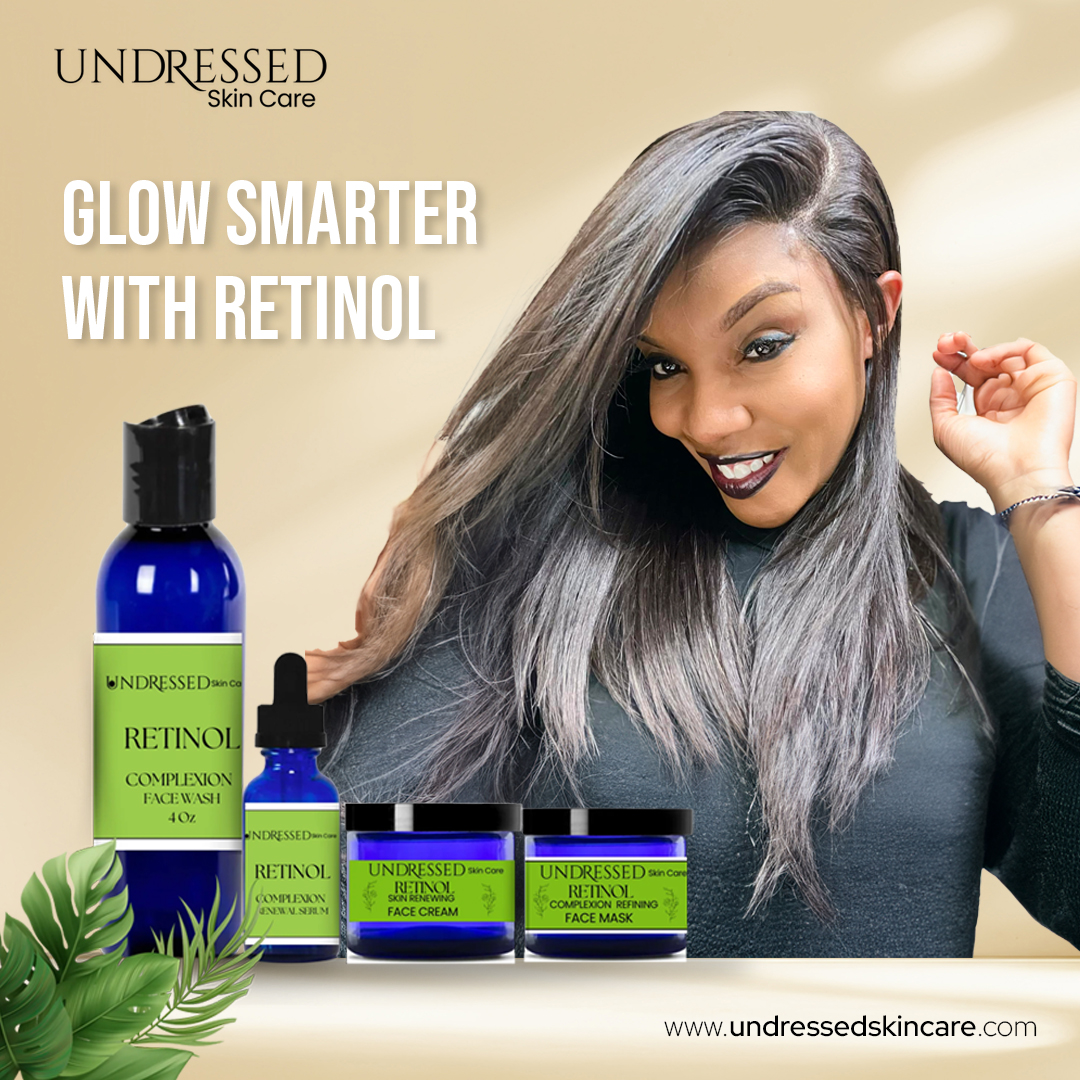 UNDRESSED
Skin Care
GLOW SMARTER
WITH RETINOL
UNDRESSED Skin Ca
RETINOL
COMPLEXION
FACE WASH
4 Oz
UNDRESSED Skin Care
RETINOL
COMPLEXION
RENEWAL SERUM
UNDRESSED Skin Care
RETINOL
SKIN RENEWING
FACE CREAM
UNDRESSED Skin Care
RETINOL
COMPLEXION REFINING
FACE MASK
www.undressedskincare.com